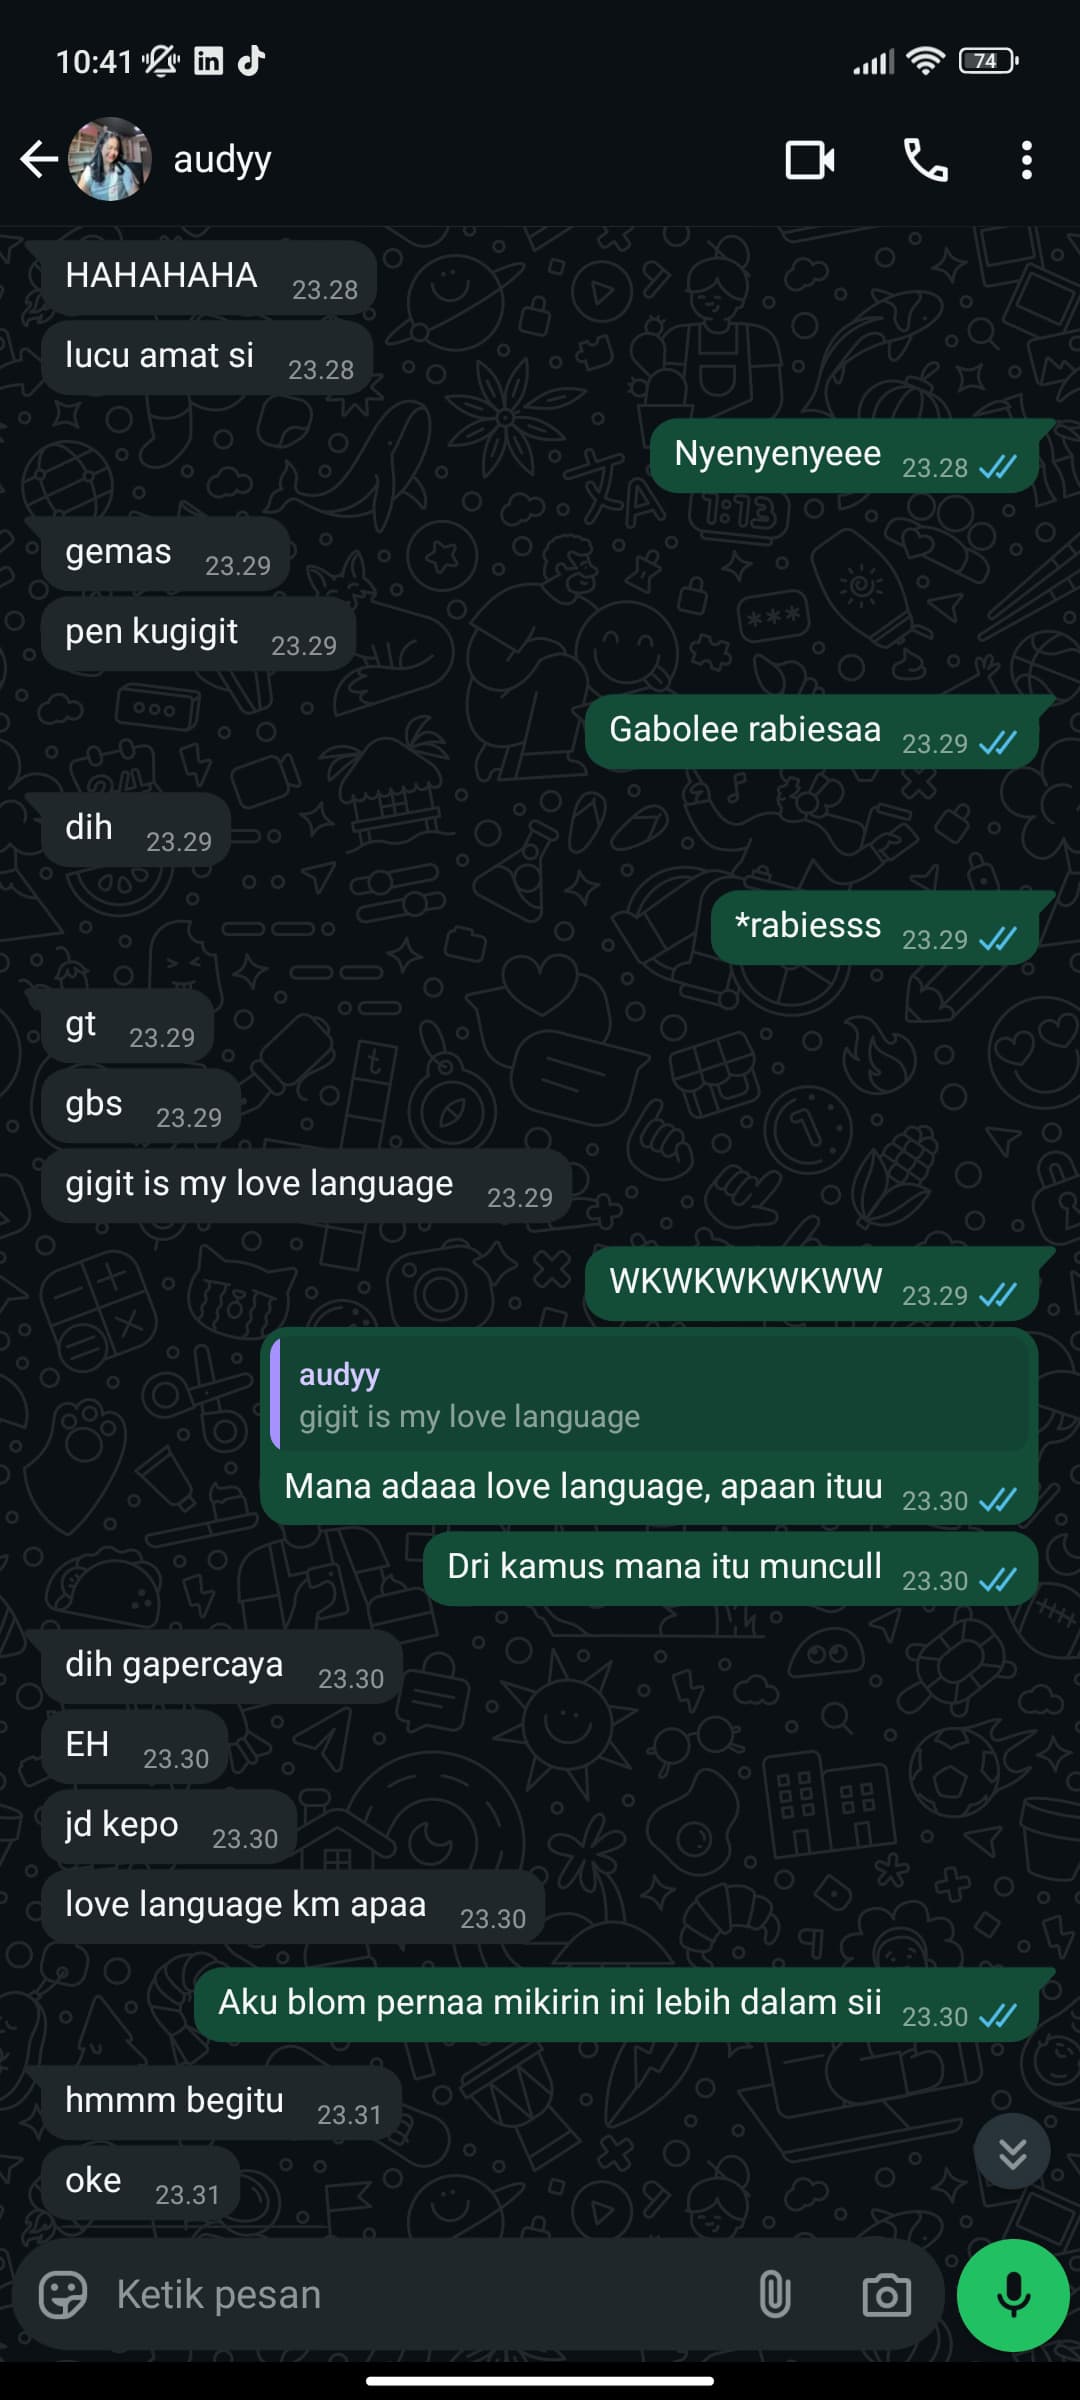 10:41
74
audyy
HAHAHAHA 23.28
lucu amat si 23.28
Nyenyenyeee 23.28
gemas 23.29
pen kugigit 23.29
Gabolee rabiesaa 23.29
dih 23.29
*rabiesss 23.29
gt 23.29
gbs 23.29
gigit is my love language 23.29
WKWKWKWKWW 23.29
audyy
gigit is my love language
Mana adaaa love language, apaan ituu 23.30
Dri kamus mana itu muncull 23.30
dih gapercaya 23.30
EH 23.30
jd kepo 23.30
love language km apaa 23.30
Aku blom pernaa mikirin ini lebih dalam sii 23.30
hmmm begitu 23.31
oke 23.31
Ketik pesan